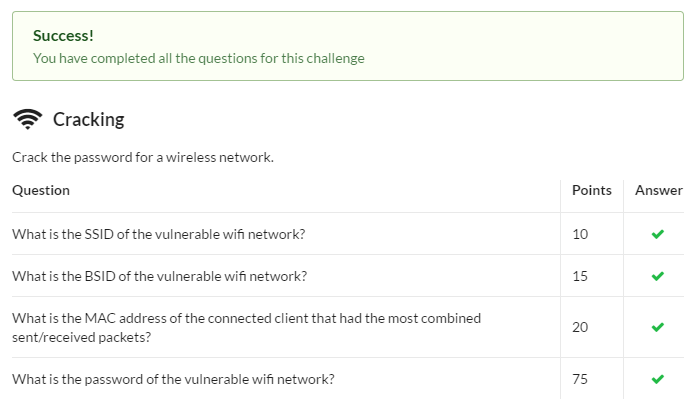 Success!
You have completed all the questions for this challenge
Cracking
Crack the password for a wireless network.
Question Points Answer
What is the SSID of the vulnerable wifi network? 10
What is the BSID of the vulnerable wifi network? 15
What is the MAC address of the connected client that had the most combined
sent/received packets? 20
What is the password of the vulnerable wifi network? 75